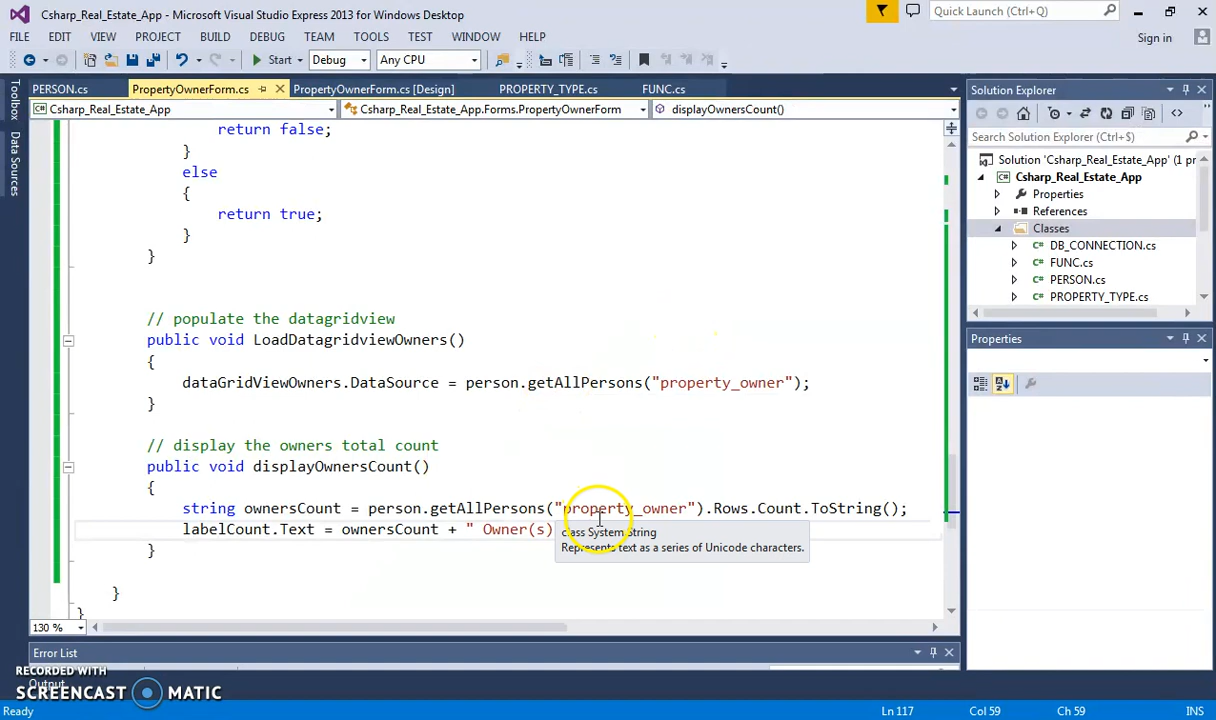 Csharp_Real_Estate_App - Microsoft Visual Studio Express 2013 for Windows Desktop
Quick Launch (Ctrl+Q)
FILE EDIT VIEW PROJECT BUILD DEBUG TEAM TOOLS TEST WINDOW HELP
Sign in
Start Debug Any CPU
PERSON.cs PropertyOwnerForm.cs PropertyOwnerForm.cs [Design] PROPERTY_TYPE.cs FUNC.cs
Csharp_Real_Estate_App Csharp_Real_Estate_App.Forms.PropertyOwnerForm displayOwnersCount()
Toolbox
Data Sources
return false;
}
else
{
return true;
}
}
// populate the datagridview
public void LoadDatagridviewOwners()
{
dataGridViewOwners.DataSource = person.getAllPersons("property_owner");
}
// display the owners total count
public void displayOwnersCount()
{
string ownersCount = person.getAllPersons("property_owner").Rows.Count.ToString();
labelCount.Text = ownersCount + " Owner(s)
class System.String
Represents text as a series of Unicode characters.
}
}
}
130 %
Solution Explorer
Search Solution Explorer (Ctrl+$)
Solution 'Csharp_Real_Estate_App' (1 pr
Csharp_Real_Estate_App
Properties
References
Classes
C# DB_CONNECTION.cs
C# FUNC.cs
C# PERSON.cs
C# PROPERTY_TYPE.cs
Properties
Error List
Output
RECORDED WITH
SCREENCAST MATIC
Ready Ln 117 Col 59 Ch 59 INS